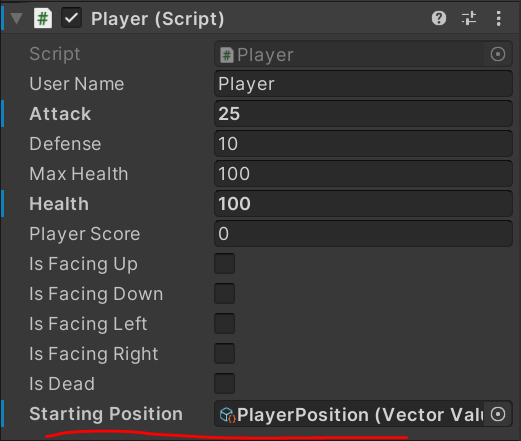 Player (Script)
Script Player
User Name Player
Attack 25
Defense 10
Max Health 100
Health 100
Player Score 0
Is Facing Up
Is Facing Down
Is Facing Left
Is Facing Right
Is Dead
Starting Position PlayerPosition (Vector Valu